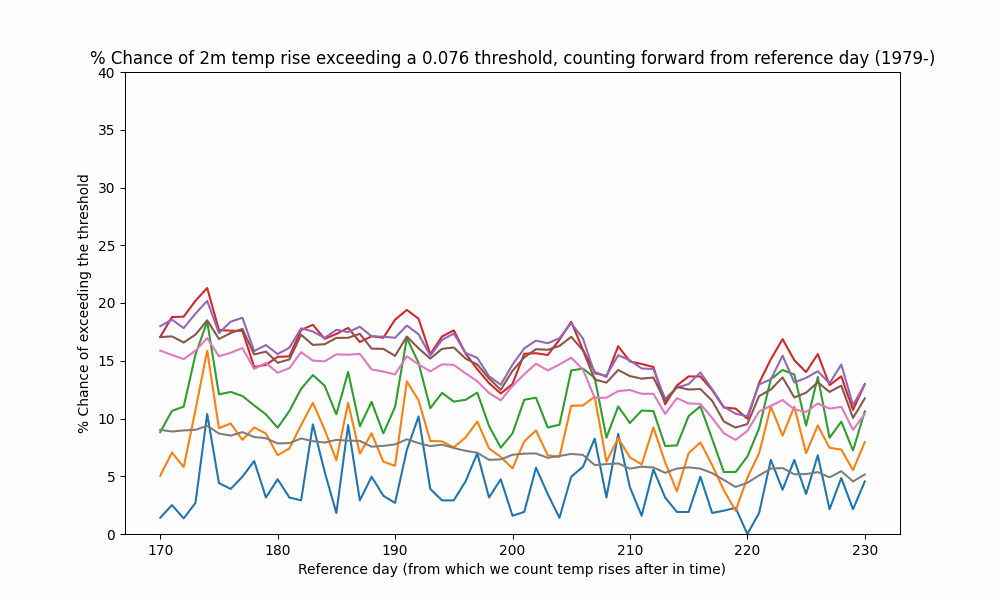 % Chance of 2m temp rise exceeding a 0.076 threshold, counting forward from reference day (1979-)
% Chance of exceeding the threshold
40
35
30
25
20
15
10
5
0
170 180 190 200 210 220 230
Reference day (from which we count temp rises after in time)